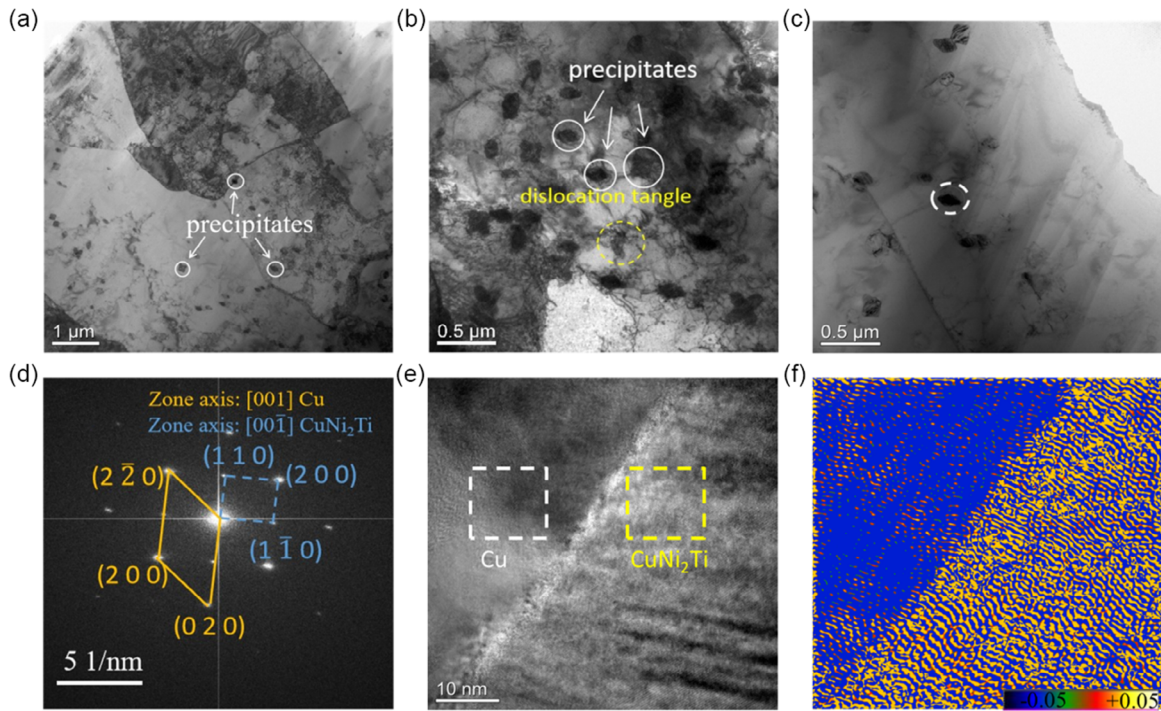 (a)
precipitates
1 μm
(b)
precipitates
dislocation tangle
0.5 μm
(c)
0.5 μm
(d)
Zone axis: [001] Cu
Zone axis: [001̄] CuNi₂Ti
(1 1 0)
(2 2̄ 0)
(2 0 0)
(1 1̄ 0)
(2 0 0)
(0 2 0)
5 1/nm
(e)
Cu
CuNi₂Ti
10 nm
(f)
-0.05
+0.05